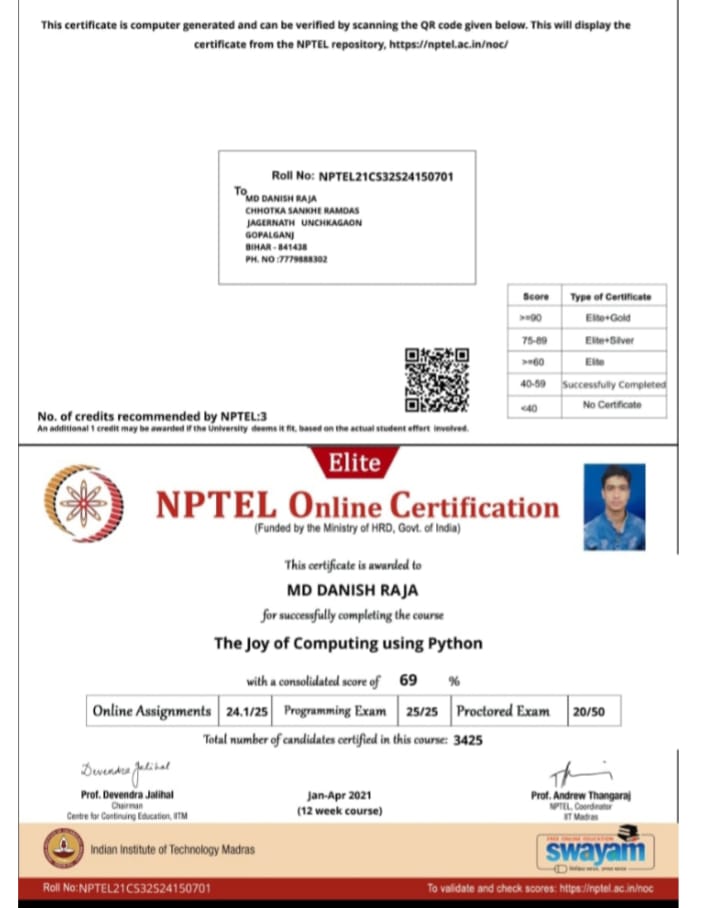 This certificate is computer generated and can be verified by scanning the QR code given below. This will display the
certificate from the NPTEL repository, https://nptel.ac.in/noc/
Roll No: NPTEL21CS32S24150701
To
MD DANISH RAJA
CHHOTKA SANKHE RAMDAS
JAGERNATH UNCHKAGAON
GOPALGANJ
BIHAR - 841438
PH. NO :7779888302
Score Type of Certificate
>=90 Elite+Gold
75-89 Elite+Silver
>=60 Elite
40-59 Successfully Completed
<40 No Certificate
No. of credits recommended by NPTEL:3
An additional 1 credit may be awarded if the University deems it fit, based on the actual student effort involved.
Elite
NPTEL Online Certification
(Funded by the Ministry of HRD, Govt. of India)
This certificate is awarded to
MD DANISH RAJA
for successfully completing the course
The Joy of Computing using Python
with a consolidated score of 69 %
Online Assignments 24.1/25 Programming Exam 25/25 Proctored Exam 20/50
Total number of candidates certified in this course: 3425
Devendra Jalihal
Prof. Devendra Jalihal
Chairman
Centre for Continuing Education, IITM
Jan-Apr 2021
(12 week course)
Prof. Andrew Thangaraj
NPTEL, Coordinator
IIT Madras
Indian Institute of Technology Madras
FREE ONLINE EDUCATION
swayam
Roll No:NPTEL21CS32S24150701
To validate and check scores: https://nptel.ac.in/noc